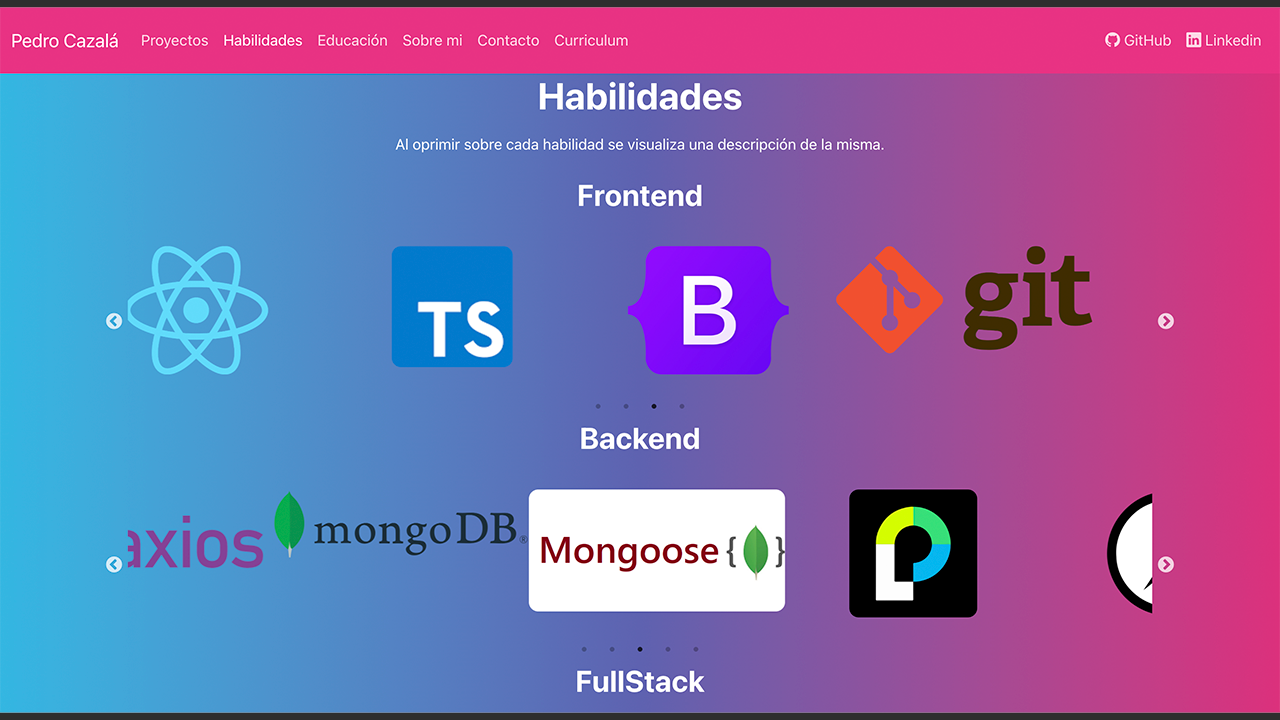 Pedro Cazalá Proyectos Habilidades Educación Sobre mi Contacto Curriculum GitHub Linkedin
Habilidades
Al oprimir sobre cada habilidad se visualiza una descripción de la misma.
Frontend
TS B git
Backend
axios mongoDB® Mongoose {}
FullStack